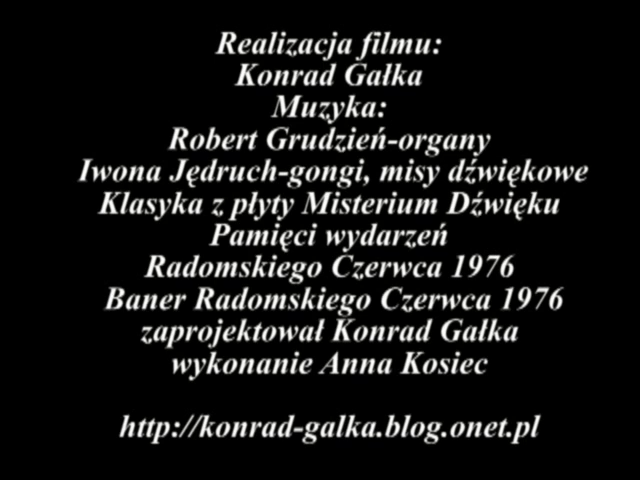 Realizacja filmu:
Konrad Gałka
Muzyka:
Robert Grudzień-organy
Iwona Jędruch-gongi, misy dźwiękowe
Klasyka z płyty Misterium Dźwięku
Pamięci wydarzeń
Radomskiego Czerwca 1976
Baner Radomskiego Czerwca 1976
zaprojektował Konrad Gałka
wykonanie Anna Kosiec
http://konrad-galka.blog.onet.pl